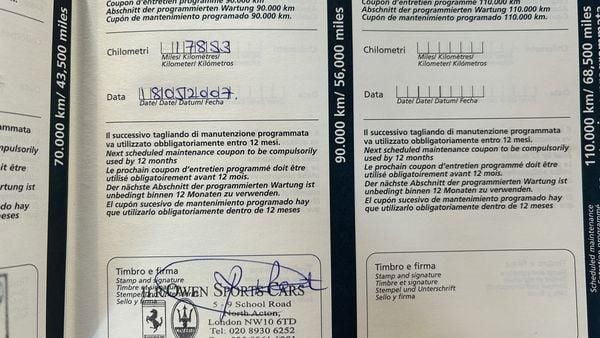 Coupon d'entretien programmé 90.000 km
Abschnitt der programmierten Wartung 90.000 km
Cupón de mantenimiento programado 90.000 km.
Chilometri
Miles/ Kilomètres/
Kilometer/ Kilómetros
Data
18052007
Date/ Date/ Datum/ Fecha
Il successivo tagliando di manutenzione programmata
va utilizzato obbligatoriamente entro 12 mesi.
Next scheduled maintenance coupon to be compulsorily
used by 12 months
Le prochain coupon d'entretien programmé doit être
utilisé obligatoirement avant 12 mois.
Der nächste Abschnitt der programmierten Wartung ist
unbedingt binnen 12 Monaten zu verwenden.
El cupón sucesivo de mantenimiento programado hay
que utilizarlo obligatoriamente dentro de 12 meses
Timbro e firma
Stamp and signature
Timbre et
Stempel
Sello y
H.R. OWEN SPORTS CARS
5 - 9 School Road
North Acton,
London NW10 6TD
Tel: 020 8930 6252
70.000 km/ 43,500 miles
90.000 km/ 56,000 miles
Coupon d'entretien programmé 110.000 km
Abschnitt der programmierten Wartung 110.000 km
Cupón de mantenimiento programado 110.000 km.
Chilometri
Miles/ Kilomètres/
Kilometer/ Kilómetros
Data
Date/ Date/ Datum/ Fecha
Il successivo tagliando di manutenzione programmata
va utilizzato obbligatoriamente entro 12 mesi.
Next scheduled maintenance coupon to be compulsorily
used by 12 months
Le prochain coupon d'entretien programmé doit être
utilisé obligatoirement avant 12 mois.
Der nächste Abschnitt der programmierten Wartung ist
unbedingt binnen 12 Monaten zu verwenden.
El cupón sucesivo de mantenimiento programado hay
que utilizarlo obligatoriamente dentro de 12 meses
Timbro e firma
Stamp and signature
Timbre et signature
Stempel und Unterschrift
Sello y firma
110.000 km/ 68,500 miles
Scheduled maintenance